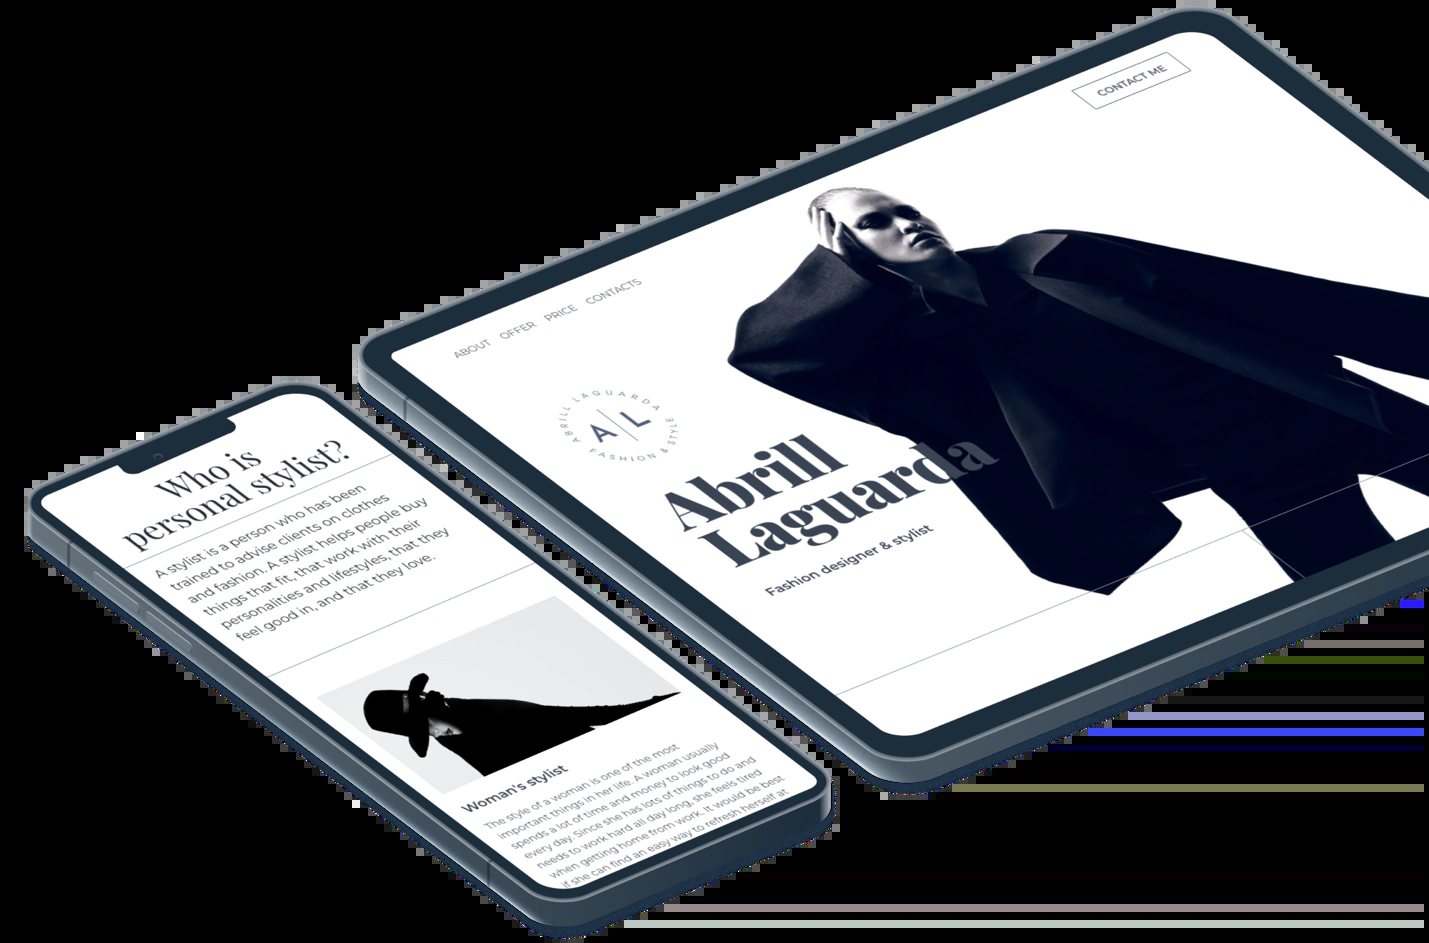 Who is
personal stylist?
A stylist is a person who has been
trained to advise clients on clothes
and fashion. A stylist helps people buy
things that fit, that work with their
personalities and lifestyles, that they
feel good in, and that they love.
Woman's stylist
The style of a woman is one of the most
important things in her life. A woman usually
spends a lot of time and money to look good
every day. Since she has lots of things to do and
needs to work hard all day long, she feels tired
when getting home from work. It would be best
if she can find an easy way to refresh herself at
CONTACT ME
ABOUT OFFER PRICE CONTACTS
ABRILL LAGUARDA
A L
FASHION & STYLE
Abrill
Laguarda
Fashion designer & stylist